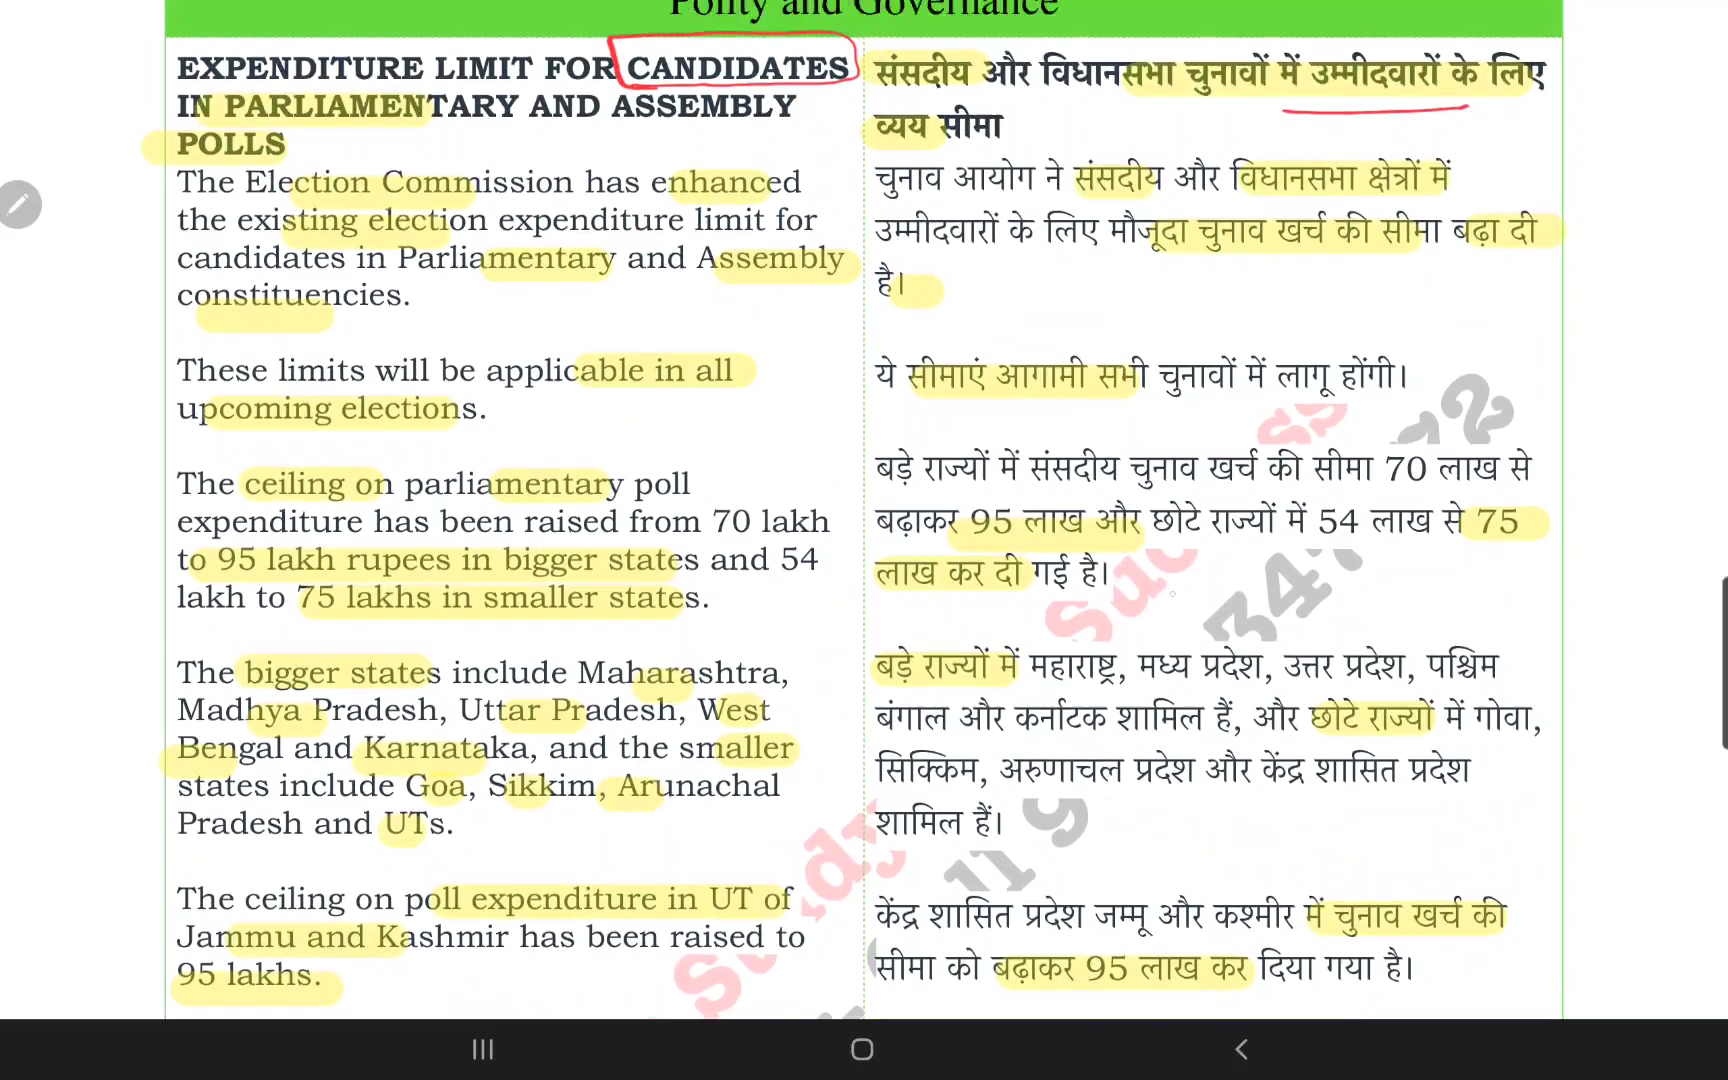 Polity and Governance
EXPENDITURE LIMIT FOR CANDIDATES
IN PARLIAMENTARY AND ASSEMBLY
POLLS
The Election Commission has enhanced
the existing election expenditure limit for
candidates in Parliamentary and Assembly
constituencies.
These limits will be applicable in all
upcoming elections.
The ceiling on parliamentary poll
expenditure has been raised from 70 lakh
to 95 lakh rupees in bigger states and 54
lakh to 75 lakhs in smaller states.
The bigger states include Maharashtra,
Madhya Pradesh, Uttar Pradesh, West
Bengal and Karnataka, and the smaller
states include Goa, Sikkim, Arunachal
Pradesh and UTs.
The ceiling on poll expenditure in UT of
Jammu and Kashmir has been raised to
95 lakhs.
संसदीय और विधानसभा चुनावों में उम्मीदवारों के लिए
व्यय सीमा
चुनाव आयोग ने संसदीय और विधानसभा क्षेत्रों में
उम्मीदवारों के लिए मौजूदा चुनाव खर्च की सीमा बढ़ा दी
है।
ये सीमाएं आगामी सभी चुनावों में लागू होंगी।
बड़े राज्यों में संसदीय चुनाव खर्च की सीमा 70 लाख से
बढ़ाकर 95 लाख और छोटे राज्यों में 54 लाख से 75
लाख कर दी गई है।
बड़े राज्यों में महाराष्ट्र, मध्य प्रदेश, उत्तर प्रदेश, पश्चिम
बंगाल और कर्नाटक शामिल हैं, और छोटे राज्यों में गोवा,
सिक्किम, अरुणाचल प्रदेश और केंद्र शासित प्रदेश
शामिल हैं।
केंद्र शासित प्रदेश जम्मू और कश्मीर में चुनाव खर्च की
सीमा को बढ़ाकर 95 लाख कर दिया गया है।